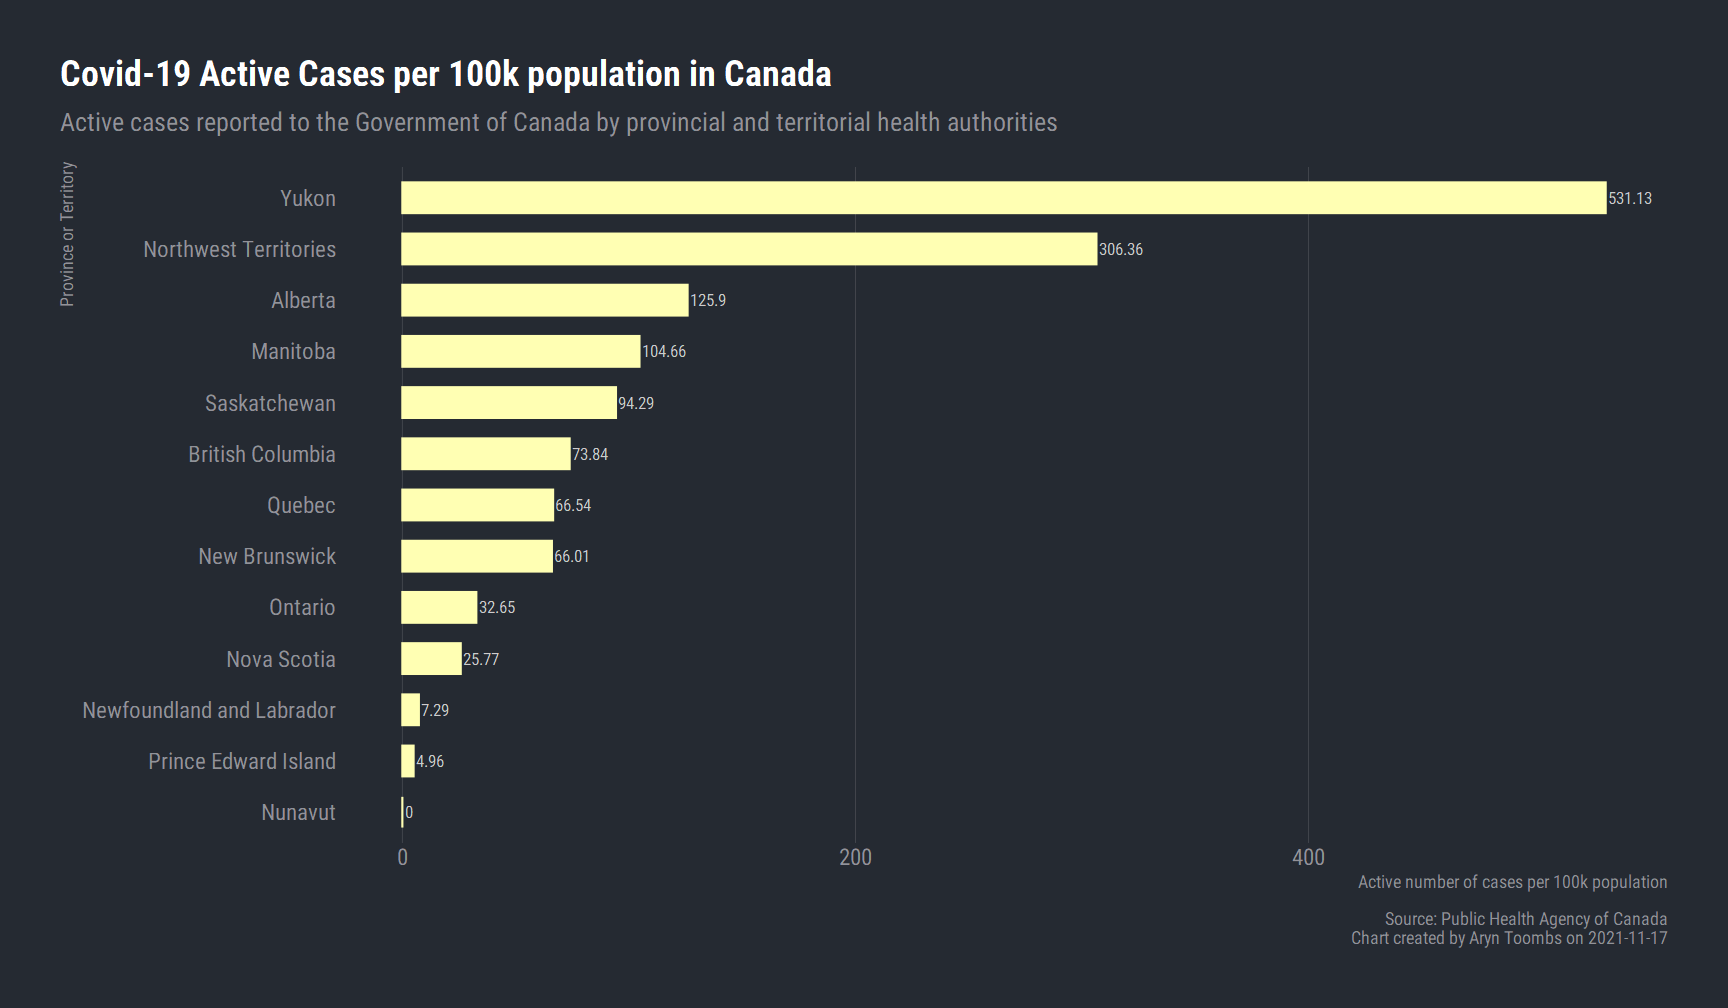 Covid-19 Active Cases per 100k population in Canada
Active cases reported to the Government of Canada by provincial and territorial health authorities
Province or Territory
Yukon 531.13
Northwest Territories 306.36
Alberta 125.9
Manitoba 104.66
Saskatchewan 94.29
British Columbia 73.84
Quebec 66.54
New Brunswick 66.01
Ontario 32.65
Nova Scotia 25.77
Newfoundland and Labrador 7.29
Prince Edward Island 4.96
Nunavut 0
0 200 400
Active number of cases per 100k population
Source: Public Health Agency of Canada
Chart created by Aryn Toombs on 2021-11-17